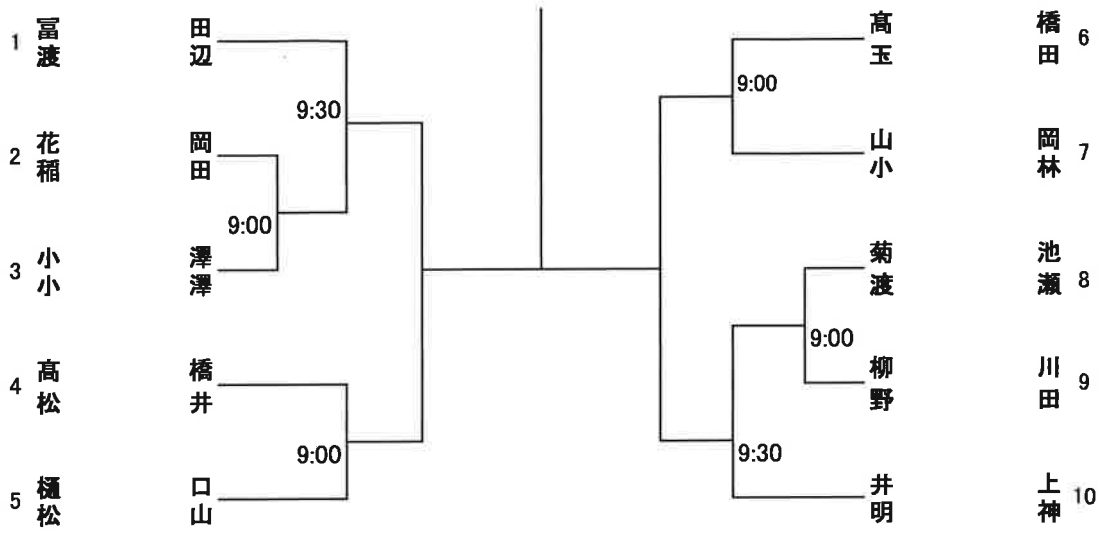 1 冨 田
渡 辺
9:30
2 花 岡
稲 田
9:00
3 小 澤
小 澤
4 髙 橋
松 井
9:00
5 樋 口
松 山
髙 橋 6
玉 田
9:00
山 岡 7
小 林
菊 池 8
渡 瀬
9:00
柳 川 9
野 田
9:30
井 上 10
明 神